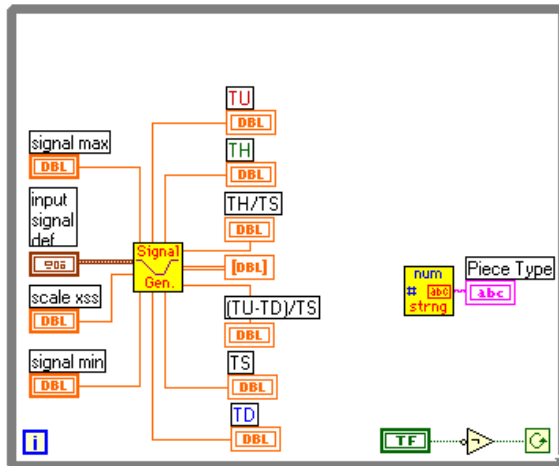 TU
DBL
signal max
DBL
TH
DBL
input
signal
def
TH/TS
DBL
Signal
Gen.
[DBL]
num
# abc
strng
Piece Type
abc
scale xss
DBL
(TU-TD)/TS
DBL
signal min
DBL
TS
DBL
TD
DBL
i
TF